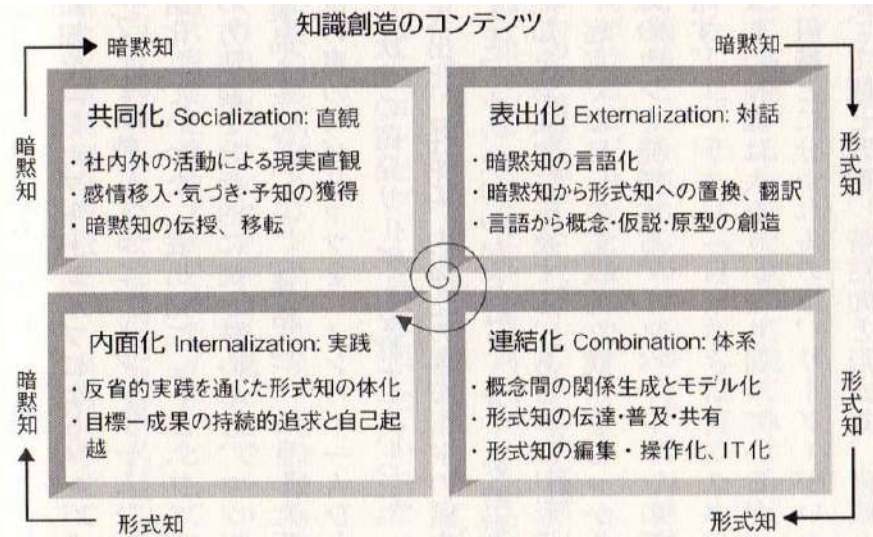 知識創造のコンテンツ
暗黙知
暗黙知
暗黙知
形式知
共同化 Socialization: 直観
・社内外の活動による現実直観
・感情移入・気づき・予知の獲得
・暗黙知の伝授、移転
表出化 Externalization: 対話
・暗黙知の言語化
・暗黙知から形式知への置換、翻訳
・言語から概念・仮説・原型の創造
内面化 Internalization: 実践
・反省的実践を通じた形式知の体化
・目標ー成果の持続的追求と自己起
越
連結化 Combination: 体系
・概念間の関係生成とモデル化
・形式知の伝達・普及・共有
・形式知の編集・操作化、IT化
暗黙知
形式知
形式知
形式知